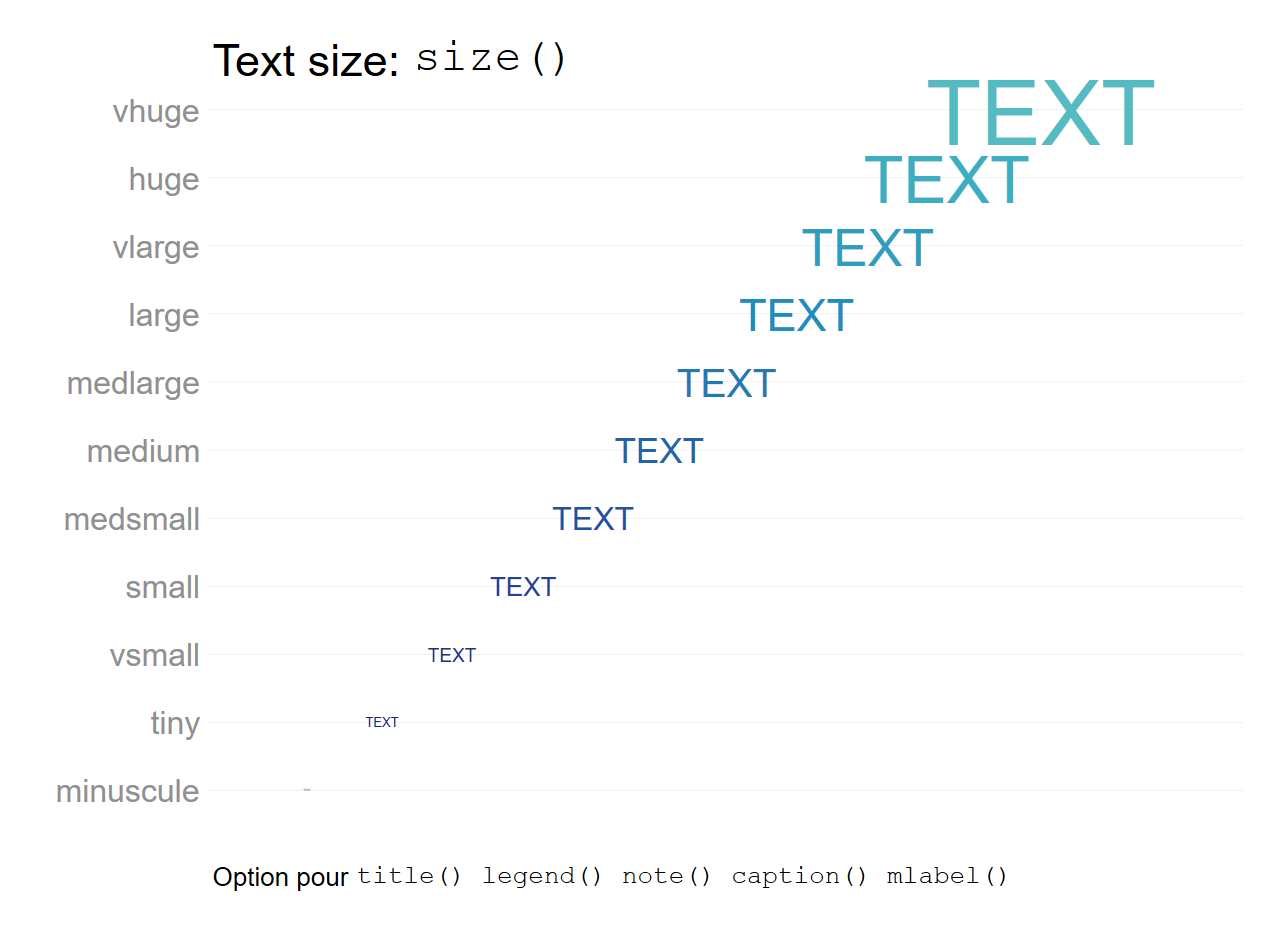 Text size: size()
vhuge TEXT
huge TEXT
vlarge TEXT
large TEXT
medlarge TEXT
medium TEXT
medsmall TEXT
small TEXT
vsmall TEXT
tiny TEXT
minuscule
Option pour title() legend() note() caption() mlabel()